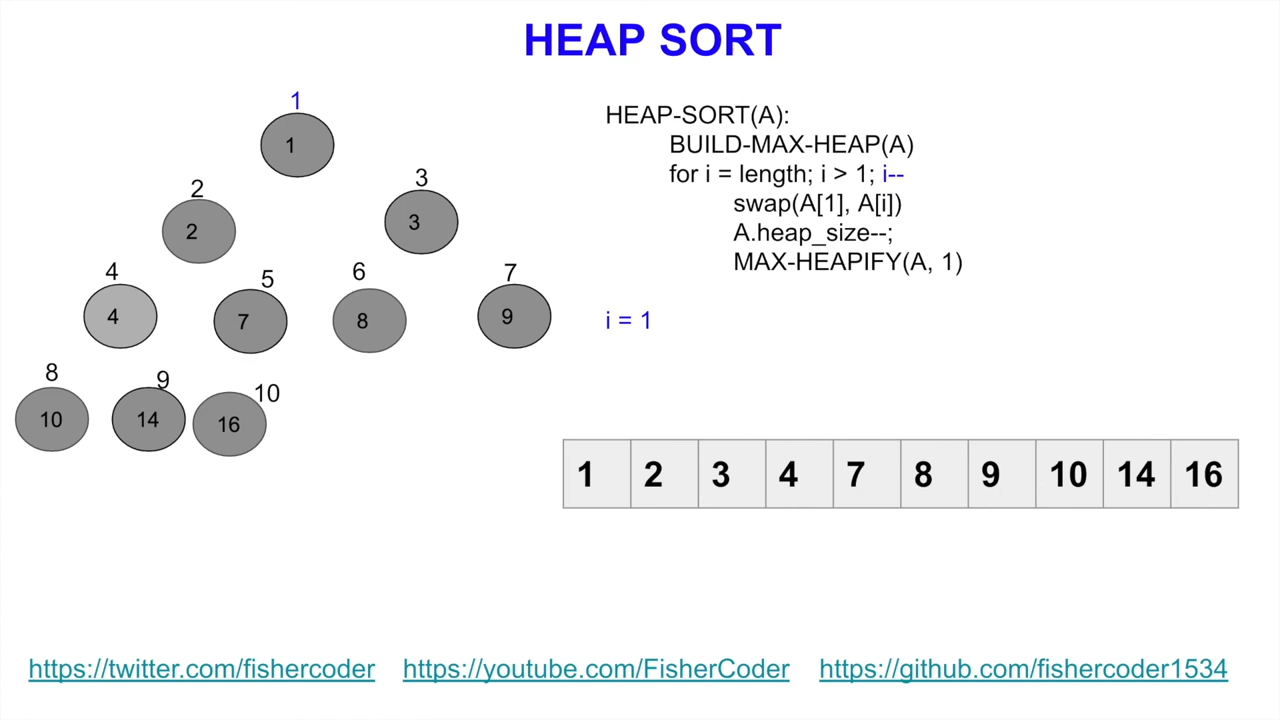 HEAP SORT
1
1
2
2
3
3
4
4
5
7
6
8
7
9
8
10
9
14
10
16
HEAP-SORT(A):
BUILD-MAX-HEAP(A)
for i = length; i > 1; i--
swap(A[1], A[i])
A.heap_size--;
MAX-HEAPIFY(A, 1)
i = 1
1 2 3 4 7 8 9 10 14 16
https://twitter.com/fishercoder https://youtube.com/FisherCoder https://github.com/fishercoder1534